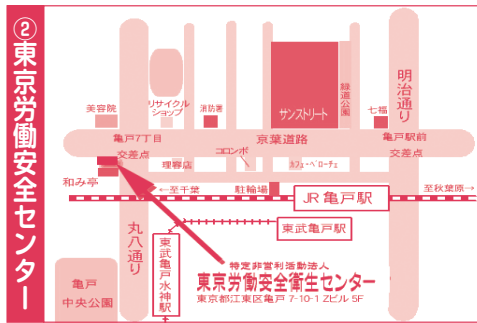 ②東京労働安全センター
美容院
リサイクル
ショップ
消防署
サンストリート
緑道公園
七福
明治通り
亀戸7丁目
交差点
京葉道路
亀戸駅前
交差点
理容店
コロンボ
カフェ・ベローチェ
和み亭
←至千葉
駐輪場
JR亀戸駅
至秋葉原→
丸八通り
東武亀戸駅
東武亀戸水神駅
亀戸
中央公園
特定非営利活動法人
東京労働安全衛生センター
東京都江東区亀戸 7-10-1 Zビル 5F